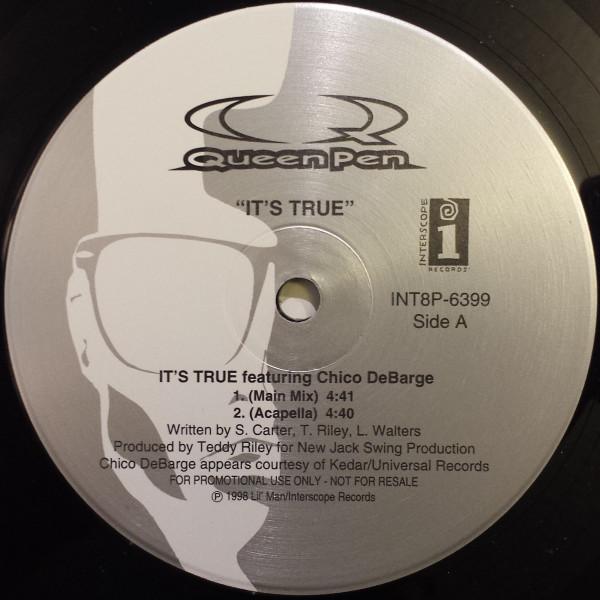 Queen Pen
"IT'S TRUE"
INTERSCOPE
RECORDS
INT8P-6399
Side A
IT'S TRUE featuring Chico DeBarge
1. (Main Mix) 4:41
2. (Acapella) 4:40
Written by S. Carter, T. Riley, L. Walters
Produced by Teddy Riley for New Jack Swing Production
Chico DeBarge appears courtesy of Kedar/Universal Records
FOR PROMOTIONAL USE ONLY - NOT FOR RESALE
℗ 1998 Lil' Man/Interscope Records